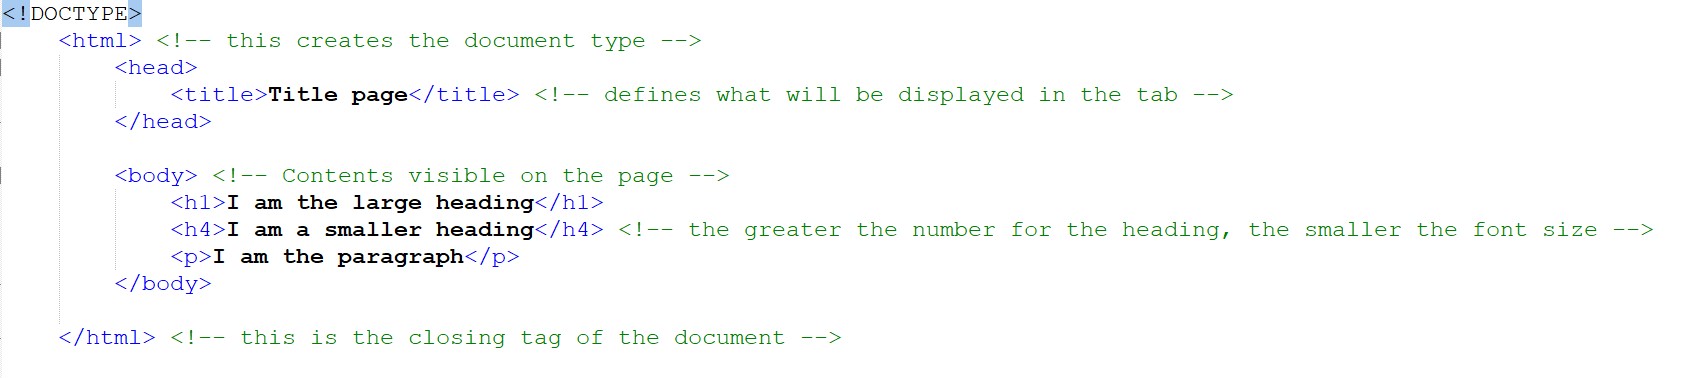 <!DOCTYPE>
<html> <!-- this creates the document type -->
<head>
<title>Title page</title> <!-- defines what will be displayed in the tab -->
</head>
<body> <!-- Contents visible on the page -->
<h1>I am the large heading</h1>
<h4>I am a smaller heading</h4> <!-- the greater the number for the heading, the smaller the font size -->
<p>I am the paragraph</p>
</body>
</html> <!-- this is the closing tag of the document -->